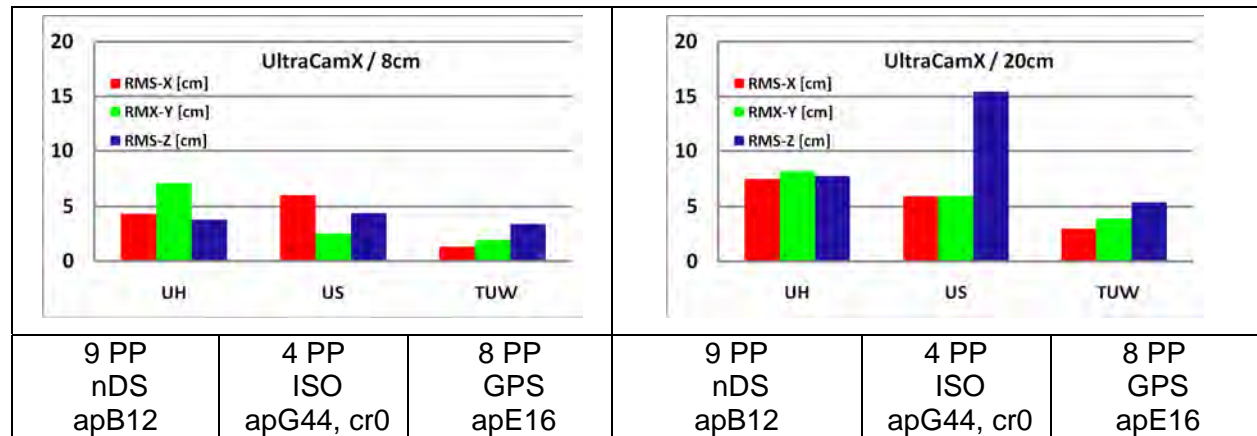 20
UltraCamX / 8cm
RMS-X [cm]
15
RMX-Y [cm]
RMS-Z [cm]
10
5
0
UH US TUW
20
UltraCamX / 20cm
RMS-X [cm]
15
RMX-Y [cm]
RMS-Z [cm]
10
5
0
UH US TUW
9 PP 4 PP 8 PP 9 PP 4 PP 8 PP
nDS ISO GPS nDS ISO GPS
apB12 apG44, cr0 apE16 apB12 apG44, cr0 apE16